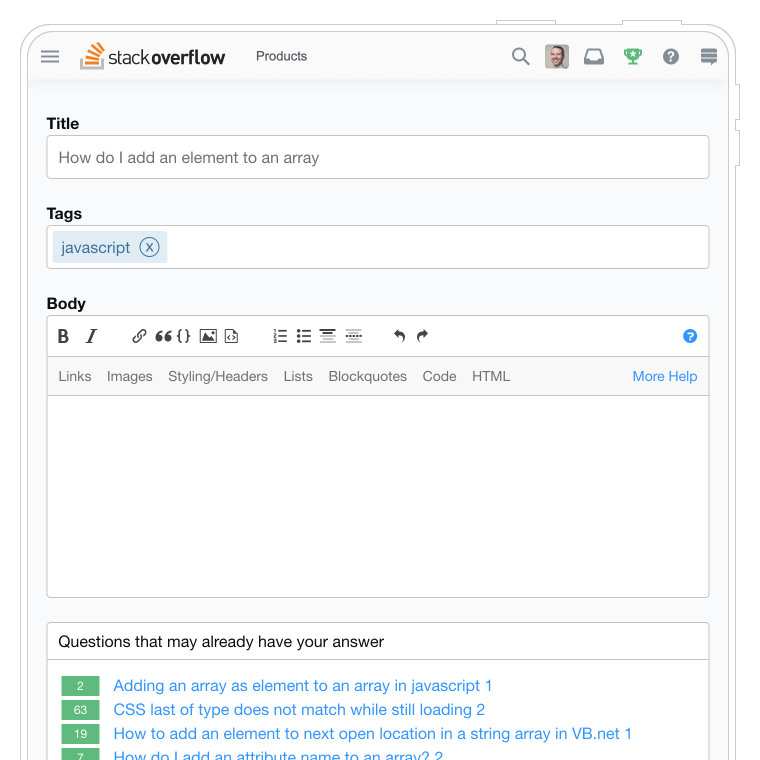 stackoverflow Products
Title
How do I add an element to an array
Tags
javascript x
Body
B I
Links Images Styling/Headers Lists Blockquotes Code HTML More Help
Questions that may already have your answer
2 Adding an array as element to an array in javascript 1
63 CSS last of type does not match while still loading 2
19 How to add an element to next open location in a string array in VB.net 1
7 How do I add an attribute name to an array? 2